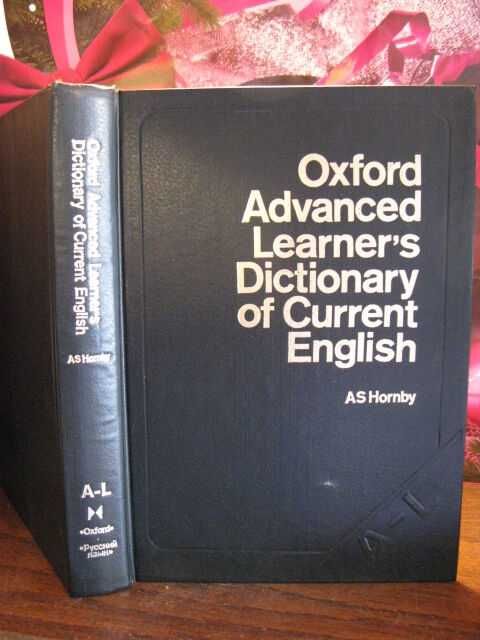 Oxford Advanced Learner's
Dictionary of Current English
AS Hornby
A-L
«Oxford»
«Русский
язык»
Oxford
Advanced
Learner's
Dictionary
of Current
English
AS Hornby
A-L